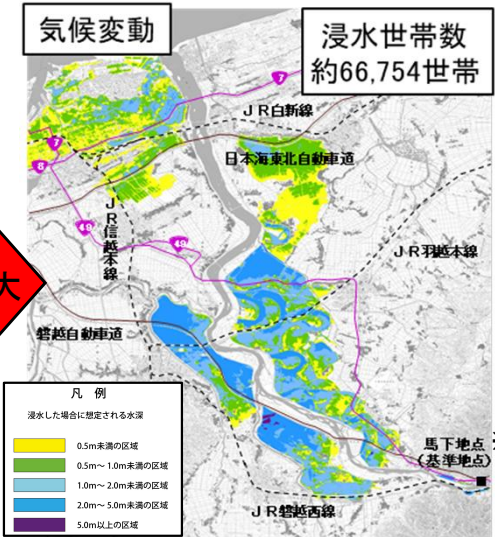 気候変動
浸水世帯数
約66,754世帯
7
JR白新線
7
8
日本海東北自動車道
49
JR信越本線
49
JR羽越本線
大
磐越自動車道
凡 例
浸水した場合に想定される水深
0.5m未満の区域
0.5m～ 1.0m未満の区域
1.0m～ 2.0m未満の区域
2.0m～ 5.0m未満の区域
5.0m以上の区域
馬下地点
(基準地点)
JR磐越西線